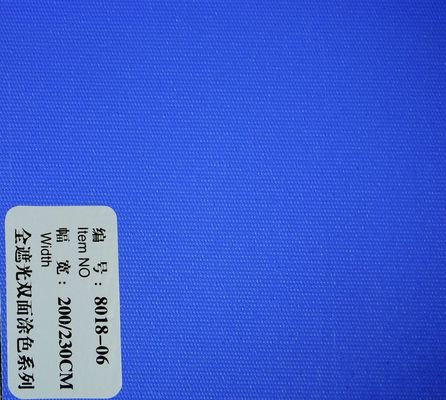 编 号：8018-06
Item NO
幅 宽：200/230CM
Width
全遮光双面涂色系列